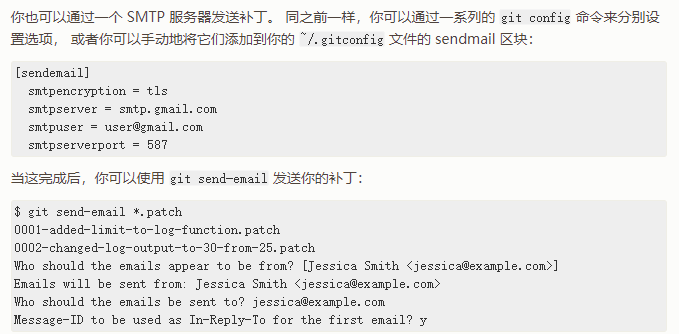 你也可以通过一个 SMTP 服务器发送补丁。 同之前一样，你可以通过一系列的 git config 命令来分别设
置选项， 或者你可以手动地将它们添加到你的 ~/.gitconfig 文件的 sendmail 区块：
[sendemail]
  smtpencryption = tls
  smtpserver = smtp.gmail.com
  smtpuser = user@gmail.com
  smtpserverport = 587
当这完成后，你可以使用 git send-email 发送你的补丁：
$ git send-email *.patch
0001-added-limit-to-log-function.patch
0002-changed-log-output-to-30-from-25.patch
Who should the emails appear to be from? [Jessica Smith <jessica@example.com>]
Emails will be sent from: Jessica Smith <jessica@example.com>
Who should the emails be sent to? jessica@example.com
Message-ID to be used as In-Reply-To for the first email? y